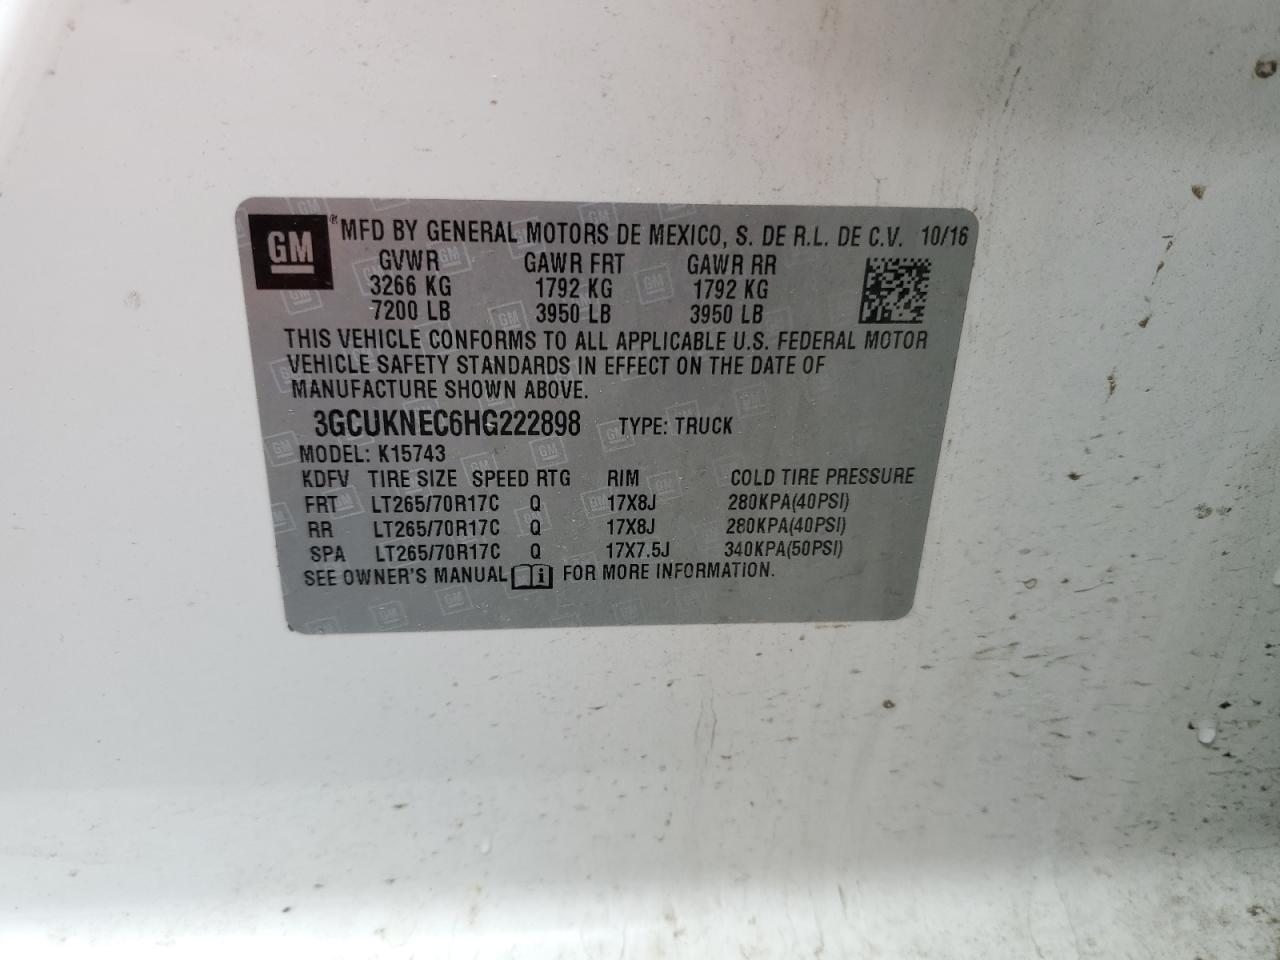 GM ® MFD BY GENERAL MOTORS DE MEXICO, S. DE R.L. DE C.V. 10/16
GVWR GAWR FRT GAWR RR
3266 KG 1792 KG 1792 KG
7200 LB 3950 LB 3950 LB
THIS VEHICLE CONFORMS TO ALL APPLICABLE U.S. FEDERAL MOTOR
VEHICLE SAFETY STANDARDS IN EFFECT ON THE DATE OF
MANUFACTURE SHOWN ABOVE.
3GCUKNEC6HG222898 TYPE: TRUCK
MODEL: K15743
KDFV TIRE SIZE SPEED RTG RIM COLD TIRE PRESSURE
FRT LT265/70R17C Q 17X8J 280KPA(40PSI)
RR LT265/70R17C Q 17X8J 280KPA(40PSI)
SPA LT265/70R17C Q 17X7.5J 340KPA(50PSI)
SEE OWNER'S MANUAL i FOR MORE INFORMATION.